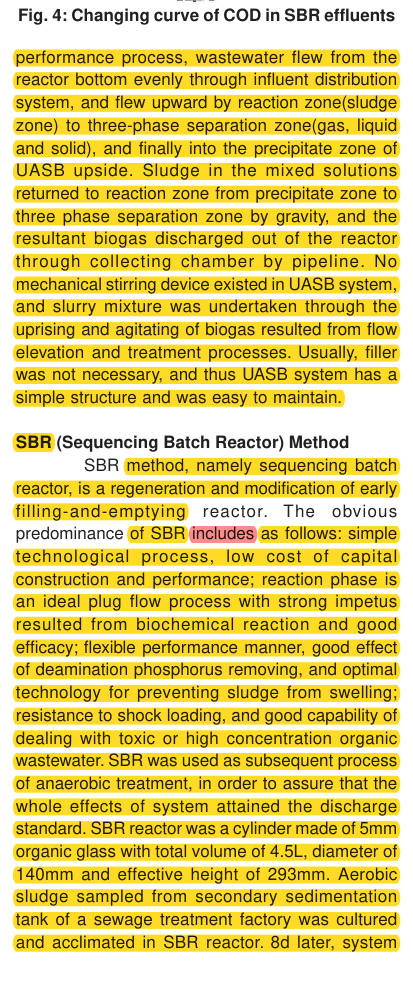 Fig. 4: Changing curve of COD in SBR effluents
performance process, wastewater flew from the
reactor bottom evenly through influent distribution
system, and flew upward by reaction zone(sludge
zone) to three-phase separation zone(gas, liquid
and solid), and finally into the precipitate zone of
UASB upside. Sludge in the mixed solutions
returned to reaction zone from precipitate zone to
three phase separation zone by gravity, and the
resultant biogas discharged out of the reactor
through collecting chamber by pipeline. No
mechanical stirring device existed in UASB system,
and slurry mixture was undertaken through the
uprising and agitating of biogas resulted from flow
elevation and treatment processes. Usually, filler
was not necessary, and thus UASB system has a
simple structure and was easy to maintain.
SBR (Sequencing Batch Reactor) Method
SBR method, namely sequencing batch
reactor, is a regeneration and modification of early
filling-and-emptying reactor. The obvious
predominance of SBR includes as follows: simple
technological process, low cost of capital
construction and performance; reaction phase is
an ideal plug flow process with strong impetus
resulted from biochemical reaction and good
efficacy; flexible performance manner, good effect
of deamination phosphorus removing, and optimal
technology for preventing sludge from swelling;
resistance to shock loading, and good capability of
dealing with toxic or high concentration organic
wastewater. SBR was used as subsequent process
of anaerobic treatment, in order to assure that the
whole effects of system attained the discharge
standard. SBR reactor was a cylinder made of 5mm
organic glass with total volume of 4.5L, diameter of
140mm and effective height of 293mm. Aerobic
sludge sampled from secondary sedimentation
tank of a sewage treatment factory was cultured
and acclimated in SBR reactor. 8d later, system